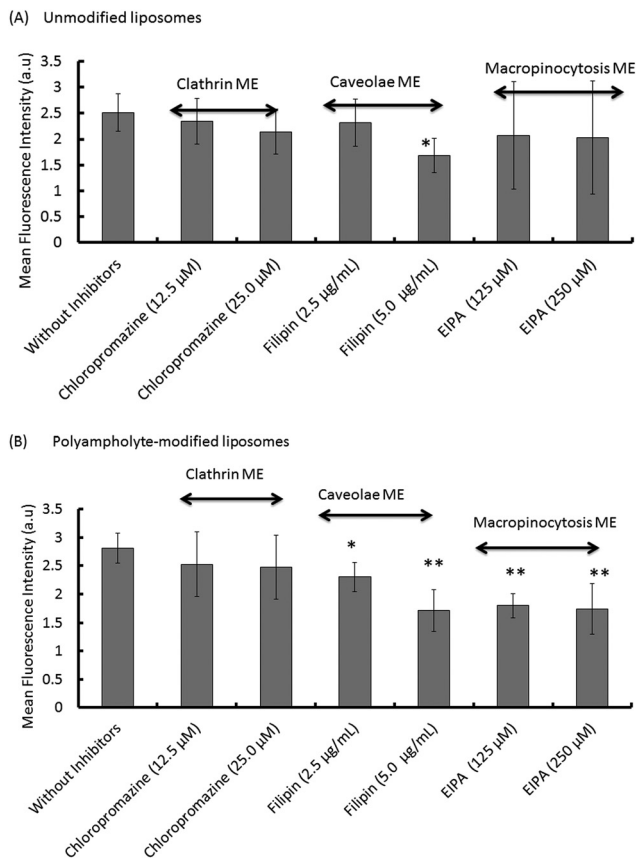 (A) Unmodified liposomes
Mean Fluorescence Intensity (a.u)
3.5
3
2.5
2
1.5
1
0.5
0
Clathrin ME
Caveolae ME
Macropinocytosis ME
*
Without Inhibitors
Chloropromazine (12.5 µM)
Chloropromazine (25.0 µM)
Filipin (2.5 µg/mL)
Filipin (5.0 µg/mL)
EIPA (125 µM)
EIPA (250 µM)
(B) Polyampholyte-modified liposomes
Mean Fluorescence Intensity (a.u)
3.5
3
2.5
2
1.5
1
0.5
0
Clathrin ME
Caveolae ME
Macropinocytosis ME
*
**
**
**
Without Inhibitors
Chloropromazine (12.5 µM)
Chloropromazine (25.0 µM)
Filipin (2.5 µg/mL)
Filipin (5.0 µg/mL)
EIPA (125 µM)
EIPA (250 µM)